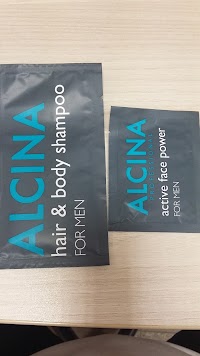 ALCINA
hair & body shampoo
FOR MEN
ALCINA
active face power
FOR MEN